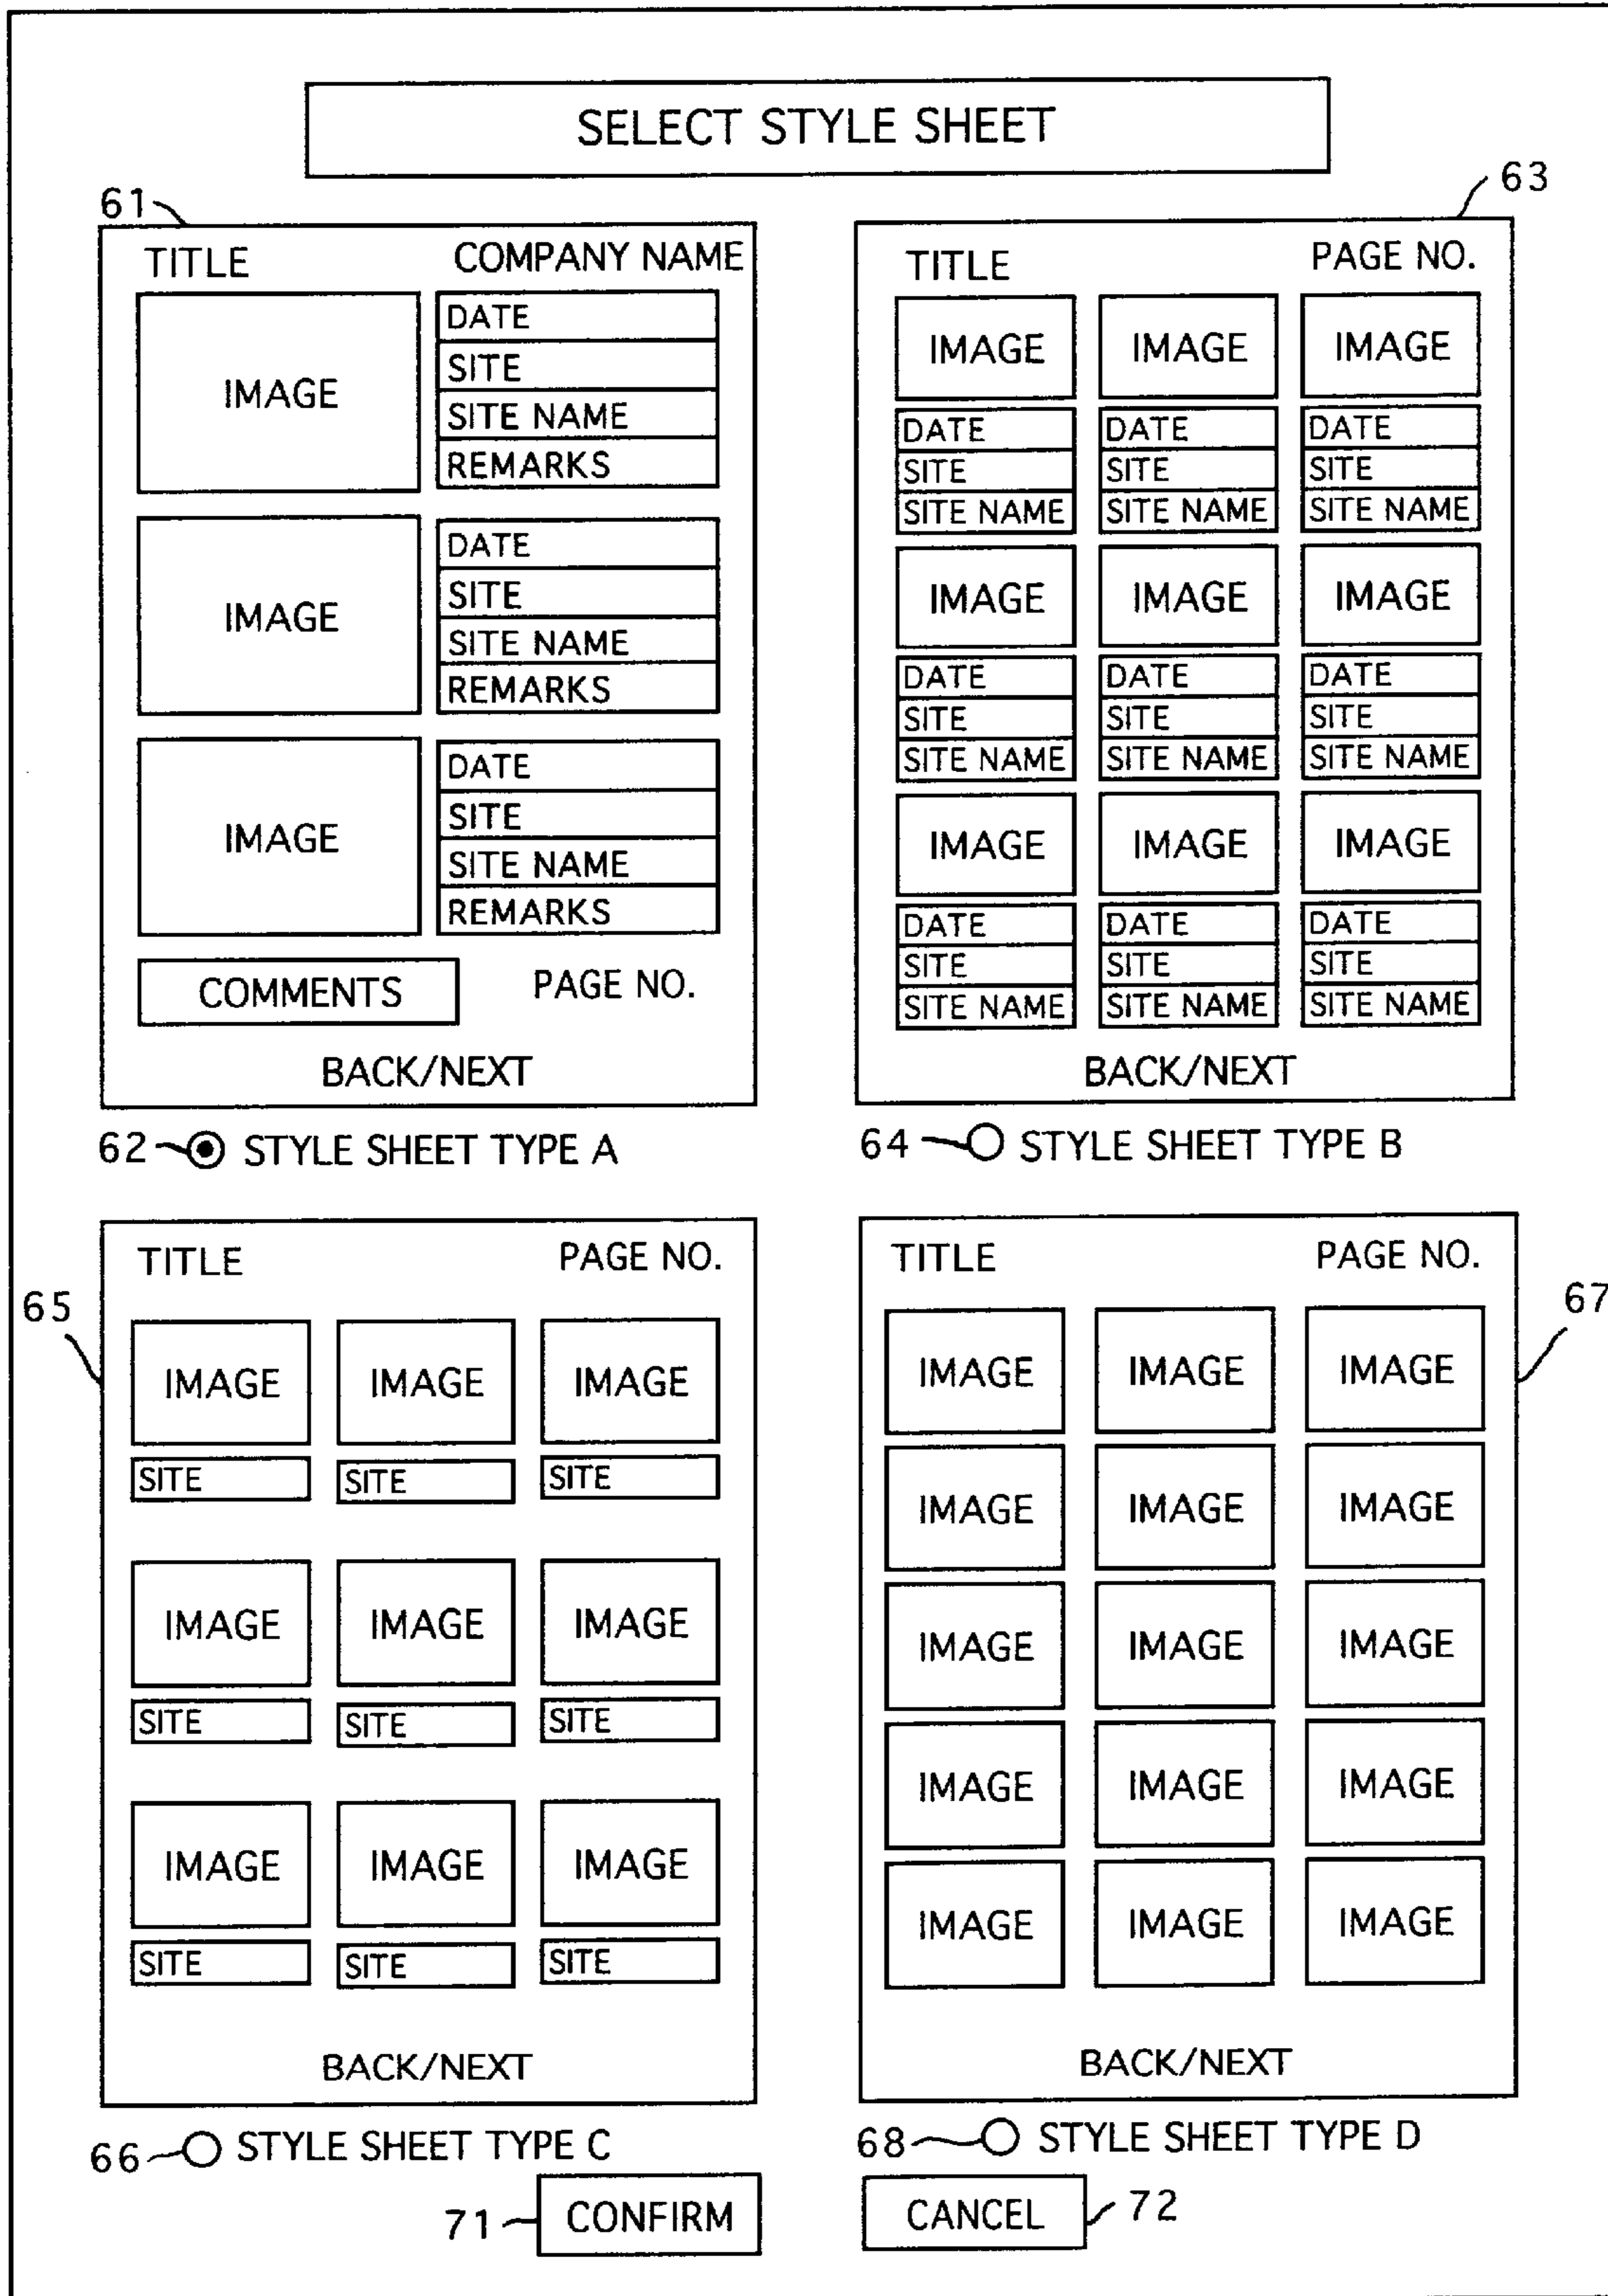 SELECT STYLE SHEET
61
TITLE COMPANY NAME
IMAGE
DATE
SITE
SITE NAME
REMARKS
IMAGE
DATE
SITE
SITE NAME
REMARKS
IMAGE
DATE
SITE
SITE NAME
REMARKS
COMMENTS PAGE NO.
BACK/NEXT
62 STYLE SHEET TYPE A
63
TITLE PAGE NO.
IMAGE IMAGE IMAGE
DATE DATE DATE
SITE SITE SITE
SITE NAME SITE NAME SITE NAME
IMAGE IMAGE IMAGE
DATE DATE DATE
SITE SITE SITE
SITE NAME SITE NAME SITE NAME
IMAGE IMAGE IMAGE
DATE DATE DATE
SITE SITE SITE
SITE NAME SITE NAME SITE NAME
BACK/NEXT
64 STYLE SHEET TYPE B
65
TITLE PAGE NO.
IMAGE IMAGE IMAGE
SITE SITE SITE
IMAGE IMAGE IMAGE
SITE SITE SITE
IMAGE IMAGE IMAGE
SITE SITE SITE
BACK/NEXT
66 STYLE SHEET TYPE C
67
TITLE PAGE NO.
IMAGE IMAGE IMAGE
IMAGE IMAGE IMAGE
IMAGE IMAGE IMAGE
IMAGE IMAGE IMAGE
IMAGE IMAGE IMAGE
BACK/NEXT
68 STYLE SHEET TYPE D
71 CONFIRM
CANCEL 72